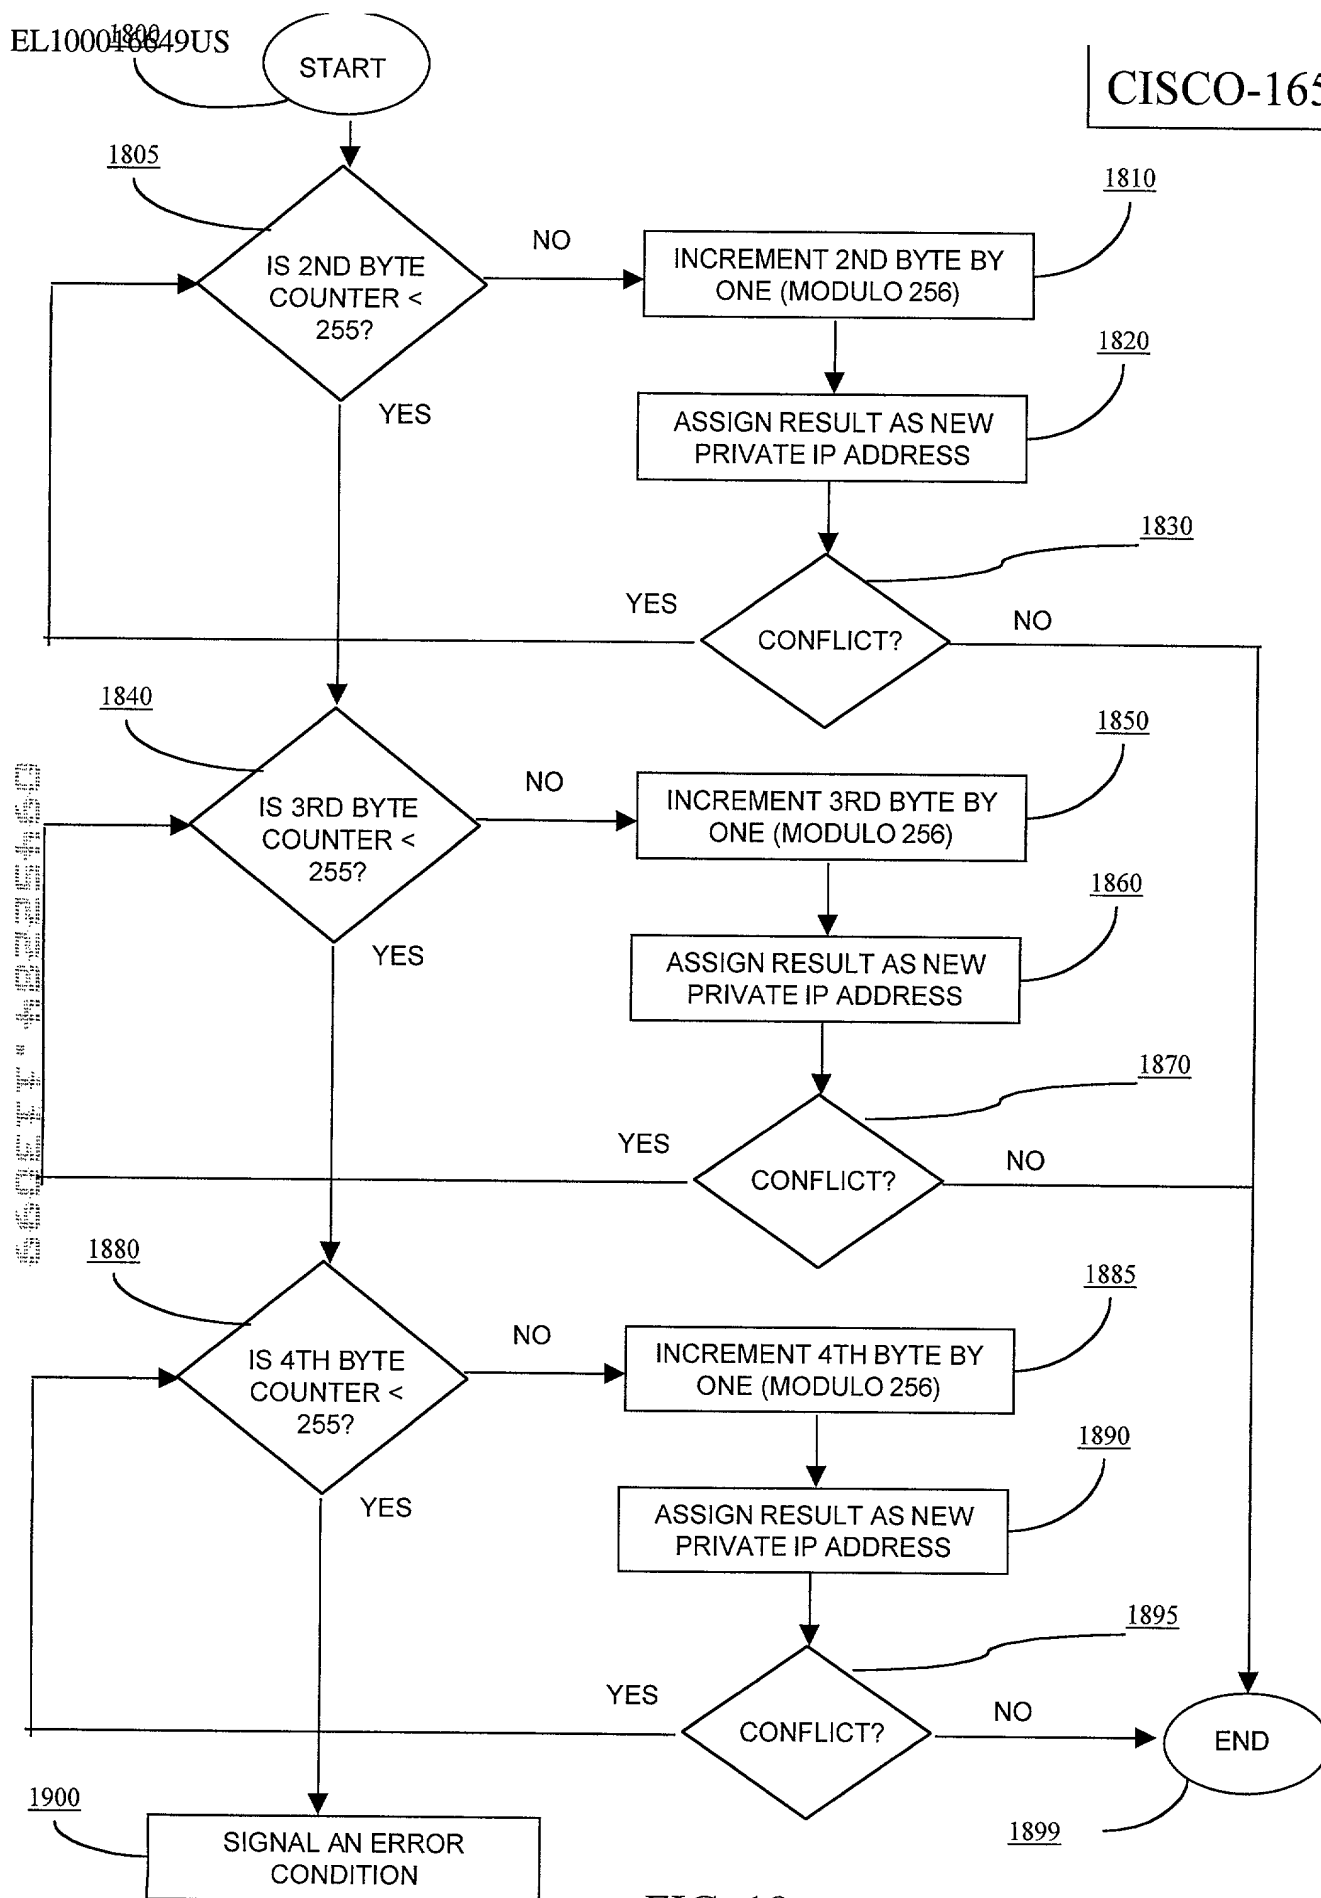 EL100016649US
1800
START
CISCO-165
1805
1810
IS 2ND BYTE
COUNTER <
255?
NO
INCREMENT 2ND BYTE BY
ONE (MODULO 256)
1820
YES
ASSIGN RESULT AS NEW
PRIVATE IP ADDRESS
1830
YES
CONFLICT?
NO
1840
1850
IS 3RD BYTE
COUNTER <
255?
NO
INCREMENT 3RD BYTE BY
ONE (MODULO 256)
1860
YES
ASSIGN RESULT AS NEW
PRIVATE IP ADDRESS
1870
YES
CONFLICT?
NO
1880
1885
IS 4TH BYTE
COUNTER <
255?
NO
INCREMENT 4TH BYTE BY
ONE (MODULO 256)
1890
YES
ASSIGN RESULT AS NEW
PRIVATE IP ADDRESS
1895
YES
CONFLICT?
NO
END
1899
1900
SIGNAL AN ERROR
CONDITION